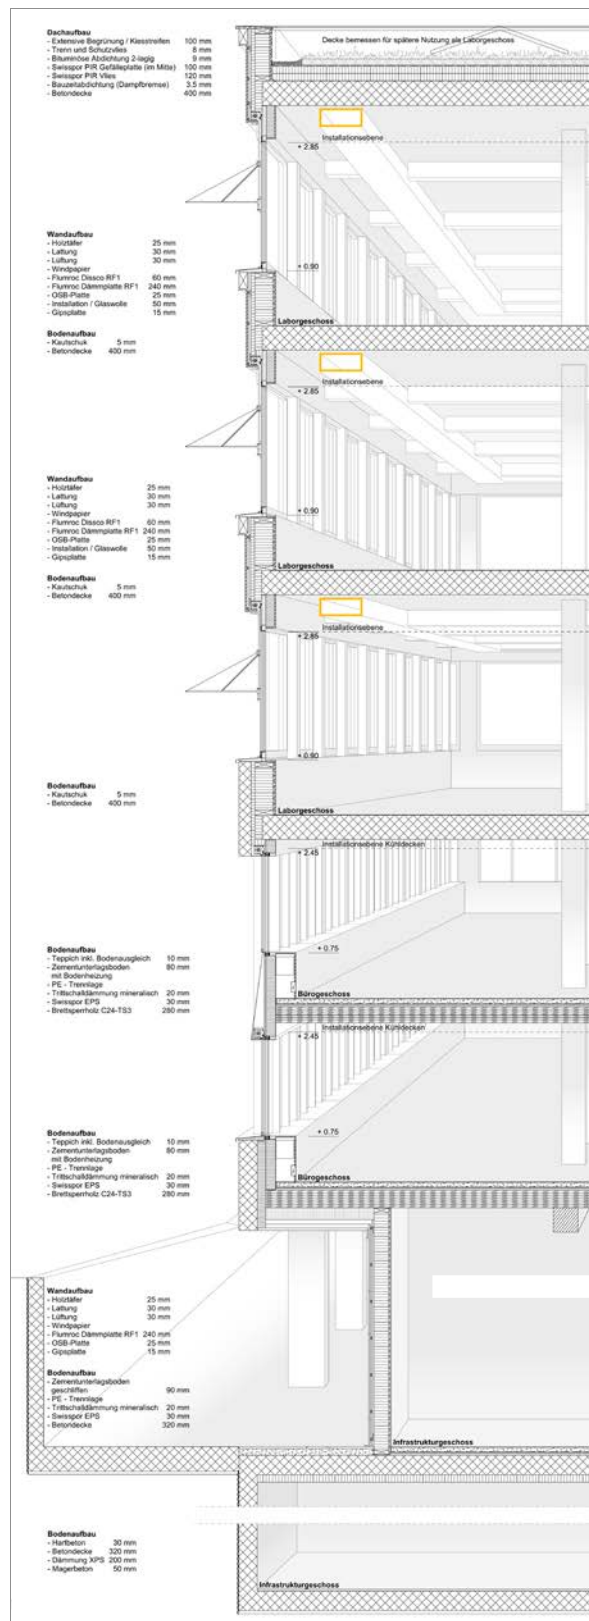 Dachaufbau
- Extensive Begrünung / Kiesstreifen 100 mm
- Trenn und Schutzvlies 8 mm
- Bituminöse Abdichtung 2-lagig 9 mm
- Swisspor PIR Gefälleplatte (im Mitte) 100 mm
- Swisspor PIR Vlies 120 mm
- Bauzeitabdichtung (Dampfbremse) 3.5 mm
- Betondecke 400 mm
Decke bemessen für spätere Nutzung als Laborgeschoss
Installationsebene
+ 2.85
Wandaufbau
- Holztäfer 25 mm
- Lattung 30 mm
- Lüftung 30 mm
- Windpapier
- Flumroc Dissco RF1 60 mm
- Flumroc Dämmplatte RF1 240 mm
- OSB-Platte 25 mm
- Installation / Glaswolle 50 mm
- Gipsplatte 15 mm
+ 0.90
Laborgeschoss
Bodenaufbau
- Kautschuk 5 mm
- Betondecke 400 mm
Installationsebene
+ 2.85
Wandaufbau
- Holztäfer 25 mm
- Lattung 30 mm
- Lüftung 30 mm
- Windpapier
- Flumroc Dissco RF1 60 mm
- Flumroc Dämmplatte RF1 240 mm
- OSB-Platte 25 mm
- Installation / Glaswolle 50 mm
- Gipsplatte 15 mm
+ 0.90
Laborgeschoss
Bodenaufbau
- Kautschuk 5 mm
- Betondecke 400 mm
Installationsebene
+ 2.85
+ 0.90
Laborgeschoss
Bodenaufbau
- Kautschuk 5 mm
- Betondecke 400 mm
Installationsebene Kühldecken
+ 2.45
+ 0.75
Bürogeschoss
Bodenaufbau
- Teppich inkl. Bodenausgleich 10 mm
- Zementunterlagsboden 80 mm
mit Bodenheizung
- PE - Trennlage
- Trittschalldämmung mineralisch 20 mm
- Swisspor EPS 30 mm
- Brettsperrholz C24-TS3 280 mm
Installationsebene Kühldecken
+ 2.45
+ 0.75
Bürogeschoss
Bodenaufbau
- Teppich inkl. Bodenausgleich 10 mm
- Zementunterlagsboden 80 mm
mit Bodenheizung
- PE - Trennlage
- Trittschalldämmung mineralisch 20 mm
- Swisspor EPS 30 mm
- Brettsperrholz C24-TS3 280 mm
Wandaufbau
- Holztäfer 25 mm
- Lattung 30 mm
- Lüftung 30 mm
- Windpapier
- Flumroc Dämmplatte RF1 240 mm
- OSB-Platte 25 mm
- Gipsplatte 15 mm
Bodenaufbau
- Zementunterlagsboden
geschliffen 90 mm
- PE - Trennlage
- Trittschalldämmung mineralisch 20 mm
- Swisspor EPS 30 mm
- Betondecke 320 mm
Infrastrukturgeschoss
Bodenaufbau
- Hartbeton 30 mm
- Betondecke 320 mm
- Dämmung XPS 200 mm
- Magerbeton 50 mm
Infrastrukturgeschoss